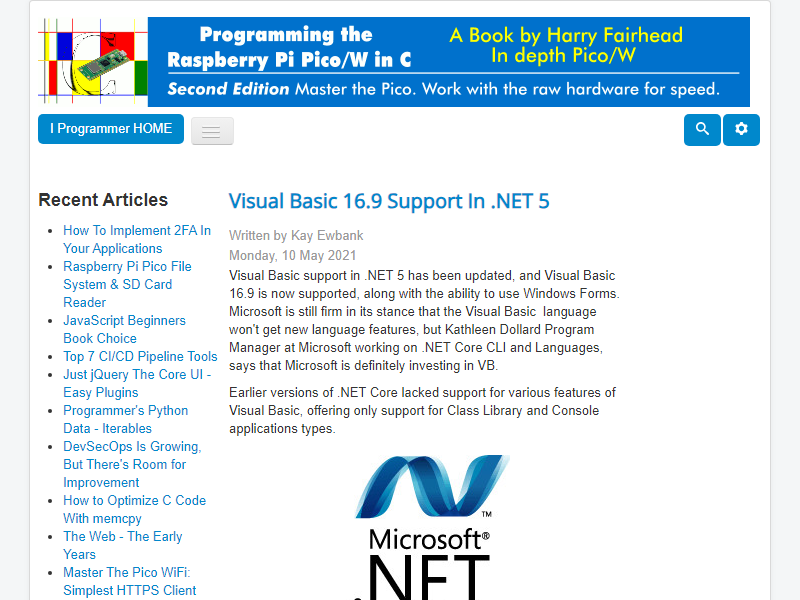 Programming the
Raspberry Pi Pico/W in C
A Book by Harry Fairhead
In depth Pico/W
Second Edition Master the Pico. Work with the raw hardware for speed.
I Programmer HOME
Recent Articles
How To Implement 2FA In
Your Applications
Raspberry Pi Pico File
System & SD Card
Reader
JavaScript Beginners
Book Choice
Top 7 CI/CD Pipeline Tools
Just jQuery The Core UI -
Easy Plugins
Programmer's Python
Data - Iterables
DevSecOps Is Growing,
But There's Room for
Improvement
How to Optimize C Code
With memcpy
The Web - The Early
Years
Master The Pico WiFi:
Simplest HTTPS Client
Visual Basic 16.9 Support In .NET 5
Written by Kay Ewbank
Monday, 10 May 2021
Visual Basic support in .NET 5 has been updated, and Visual Basic
16.9 is now supported, along with the ability to use Windows Forms.
Microsoft is still firm in its stance that the Visual Basic language
won't get new language features, but Kathleen Dollard Program
Manager at Microsoft working on .NET Core CLI and Languages,
says that Microsoft is definitely investing in VB.
Earlier versions of .NET Core lacked support for various features of
Visual Basic, offering only support for Class Library and Console
applications types.
TM
Microsoft®
.NET